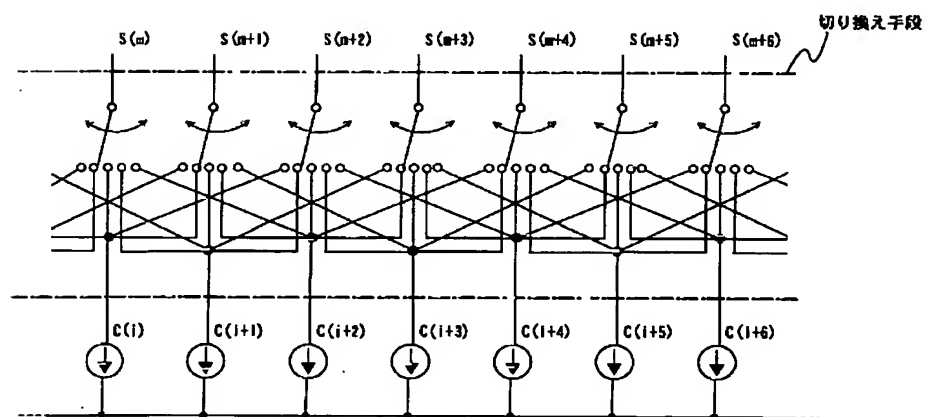 切り換え手段
S(m) S(m+1) S(m+2) S(m+3) S(m+4) S(m+5) S(m+6)
C(i) C(i+1) C(i+2) C(i+3) C(i+4) C(i+5) C(i+6)